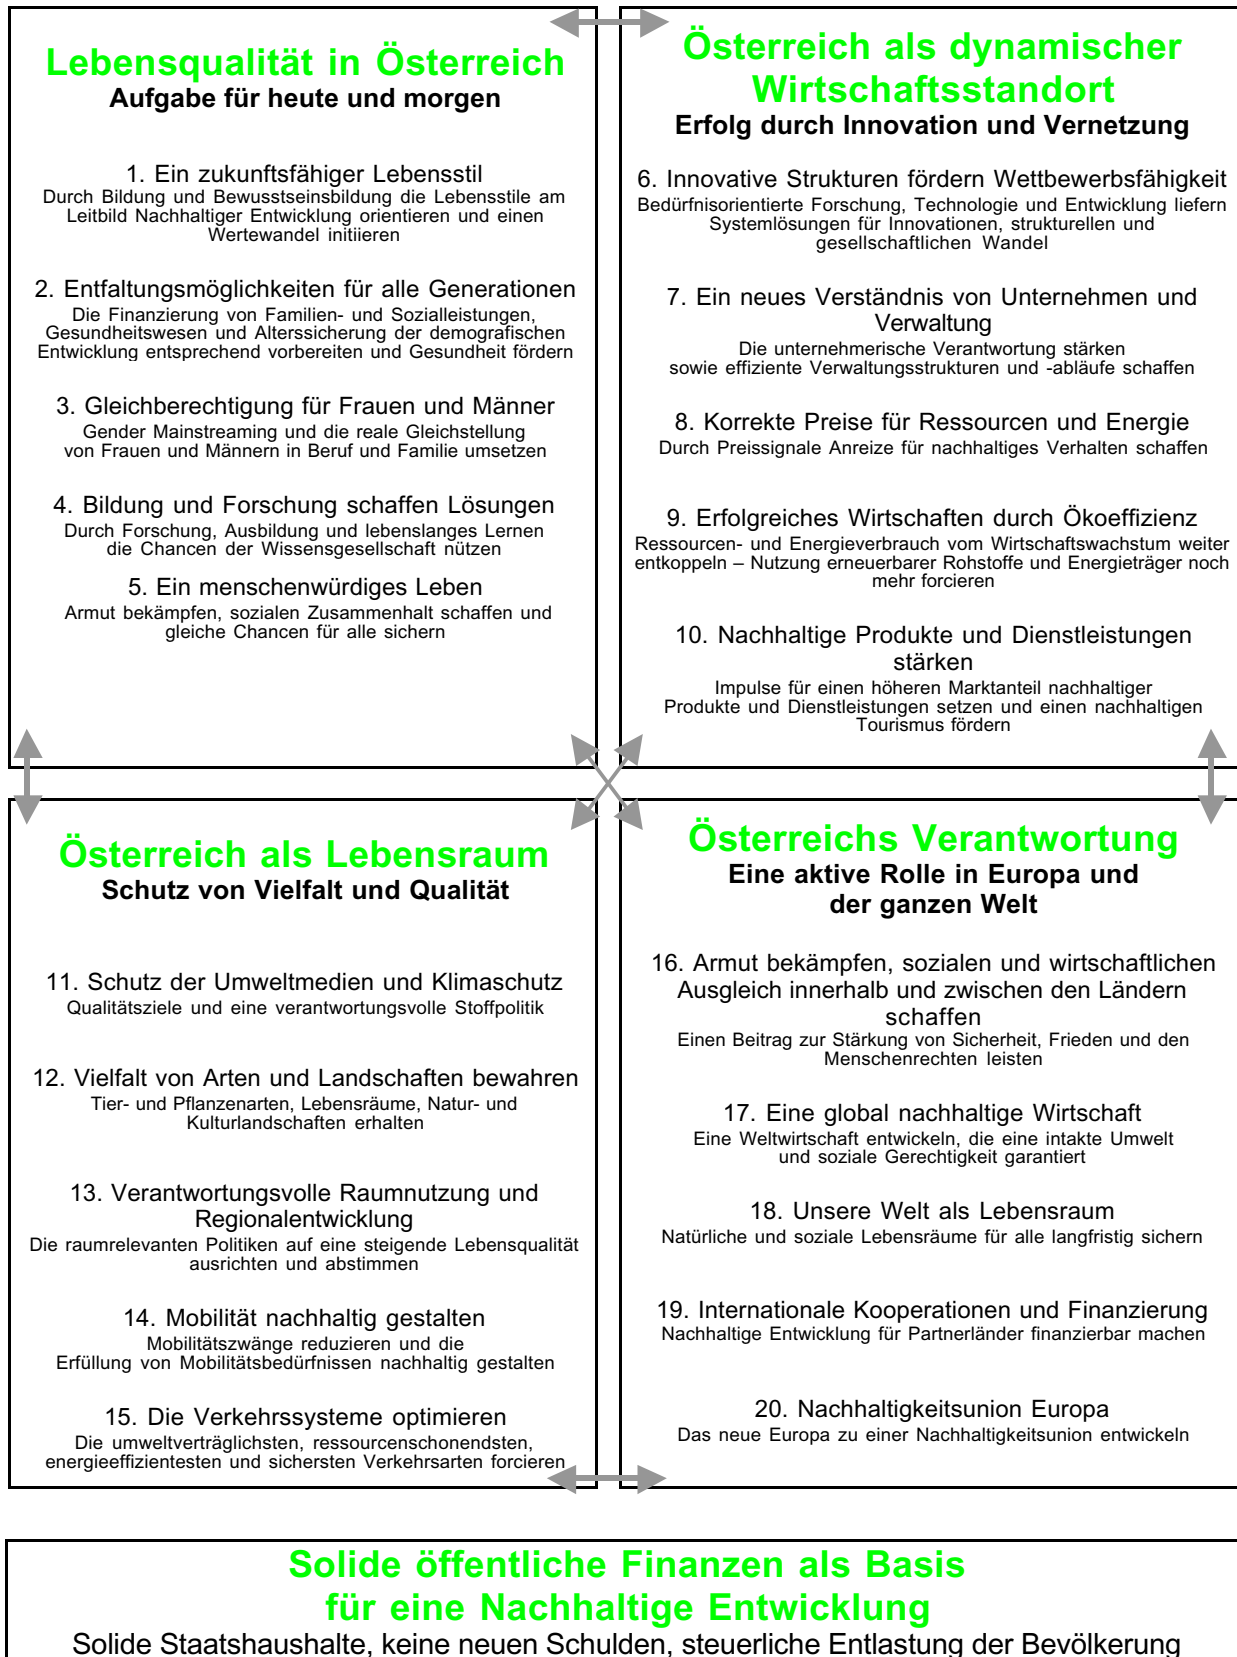 Lebensqualität in Österreich
Aufgabe für heute und morgen
1. Ein zukunftsfähiger Lebensstil
Durch Bildung und Bewusstseinsbildung die Lebensstile am
Leitbild Nachhaltiger Entwicklung orientieren und einen
Wertewandel initiieren
2. Entfaltungsmöglichkeiten für alle Generationen
Die Finanzierung von Familien- und Sozialleistungen,
Gesundheitswesen und Alterssicherung der demografischen
Entwicklung entsprechend vorbereiten und Gesundheit fördern
3. Gleichberechtigung für Frauen und Männer
Gender Mainstreaming und die reale Gleichstellung
von Frauen und Männern in Beruf und Familie umsetzen
4. Bildung und Forschung schaffen Lösungen
Durch Forschung, Ausbildung und lebenslanges Lernen
die Chancen der Wissensgesellschaft nützen
5. Ein menschenwürdiges Leben
Armut bekämpfen, sozialen Zusammenhalt schaffen und
gleiche Chancen für alle sichern
Österreich als dynamischer
Wirtschaftsstandort
Erfolg durch Innovation und Vernetzung
6. Innovative Strukturen fördern Wettbewerbsfähigkeit
Bedürfnisorientierte Forschung, Technologie und Entwicklung liefern
Systemlösungen für Innovationen, strukturellen und
gesellschaftlichen Wandel
7. Ein neues Verständnis von Unternehmen und
Verwaltung
Die unternehmerische Verantwortung stärken
sowie effiziente Verwaltungsstrukturen und -abläufe schaffen
8. Korrekte Preise für Ressourcen und Energie
Durch Preissignale Anreize für nachhaltiges Verhalten schaffen
9. Erfolgreiches Wirtschaften durch Ökoeffizienz
Ressourcen- und Energieverbrauch vom Wirtschaftswachstum weiter
entkoppeln – Nutzung erneuerbarer Rohstoffe und Energieträger noch
mehr forcieren
10. Nachhaltige Produkte und Dienstleistungen
stärken
Impulse für einen höheren Marktanteil nachhaltiger
Produkte und Dienstleistungen setzen und einen nachhaltigen
Tourismus fördern
Österreich als Lebensraum
Schutz von Vielfalt und Qualität
11. Schutz der Umweltmedien und Klimaschutz
Qualitätsziele und eine verantwortungsvolle Stoffpolitik
12. Vielfalt von Arten und Landschaften bewahren
Tier- und Pflanzenarten, Lebensräume, Natur- und
Kulturlandschaften erhalten
13. Verantwortungsvolle Raumnutzung und
Regionalentwicklung
Die raumrelevanten Politiken auf eine steigende Lebensqualität
ausrichten und abstimmen
14. Mobilität nachhaltig gestalten
Mobilitätszwänge reduzieren und die
Erfüllung von Mobilitätsbedürfnissen nachhaltig gestalten
15. Die Verkehrssysteme optimieren
Die umweltverträglichsten, ressourcenschonendsten,
energieeffizientesten und sichersten Verkehrsarten forcieren
Österreichs Verantwortung
Eine aktive Rolle in Europa und
der ganzen Welt
16. Armut bekämpfen, sozialen und wirtschaftlichen
Ausgleich innerhalb und zwischen den Ländern
schaffen
Einen Beitrag zur Stärkung von Sicherheit, Frieden und den
Menschenrechten leisten
17. Eine global nachhaltige Wirtschaft
Eine Weltwirtschaft entwickeln, die eine intakte Umwelt
und soziale Gerechtigkeit garantiert
18. Unsere Welt als Lebensraum
Natürliche und soziale Lebensräume für alle langfristig sichern
19. Internationale Kooperationen und Finanzierung
Nachhaltige Entwicklung für Partnerländer finanzierbar machen
20. Nachhaltigkeitsunion Europa
Das neue Europa zu einer Nachhaltigkeitsunion entwickeln
Solide öffentliche Finanzen als Basis
für eine Nachhaltige Entwicklung
Solide Staatshaushalte, keine neuen Schulden, steuerliche Entlastung der Bevölkerung